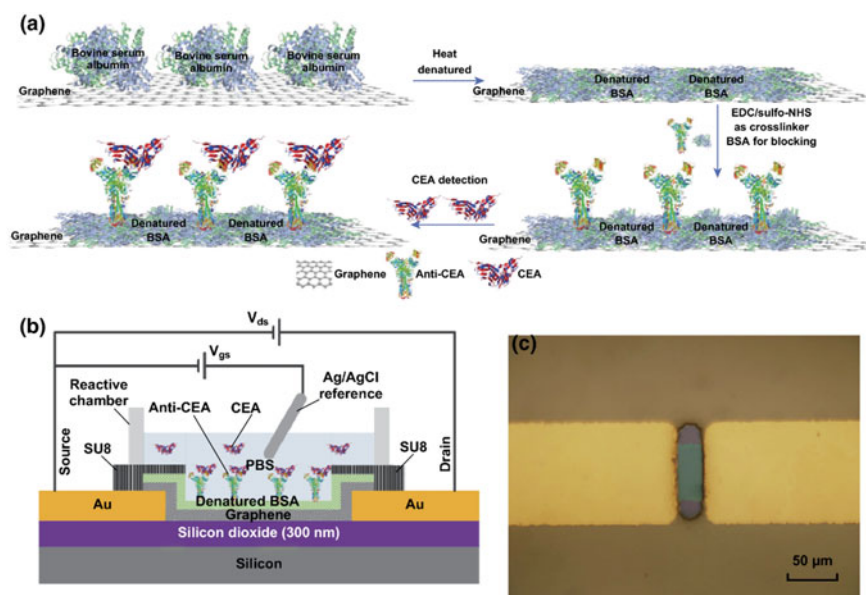 (a)
Bovine serum
albumin
Bovine serum
albumin
Bovine serum
albumin
Graphene
Heat
denatured
Denatured
BSA
Denatured
BSA
Graphene
EDC/sulfo-NHS
as crosslinker
BSA for blocking
CEA detection
Denatured
BSA
Denatured
BSA
Graphene
Denatured
BSA
Denatured
BSA
Graphene
Graphene
Anti-CEA
CEA
(b)
Vds
Vgs
Reactive
chamber
Anti-CEA
CEA
Ag/AgCl
reference
SU8
PBS
SU8
Source
Drain
Denatured BSA
Au
Graphene
Au
Silicon dioxide (300 nm)
Silicon
(c)
50 µm